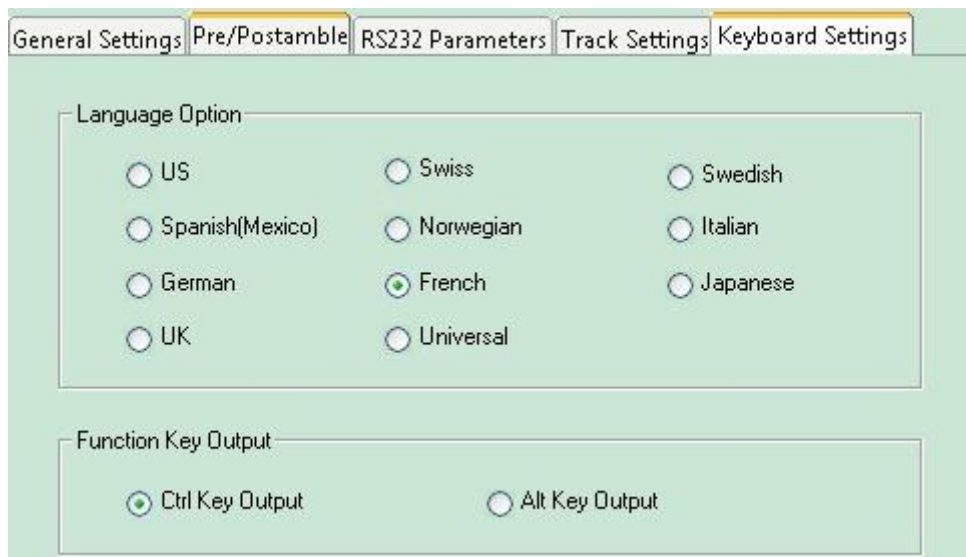 General Settings Pre/Postamble RS232 Parameters Track Settings Keyboard Settings
Language Option
US Swiss Swedish
Spanish(Mexico) Norwegian Italian
German French Japanese
UK Universal
Function Key Output
Ctrl Key Output Alt Key Output